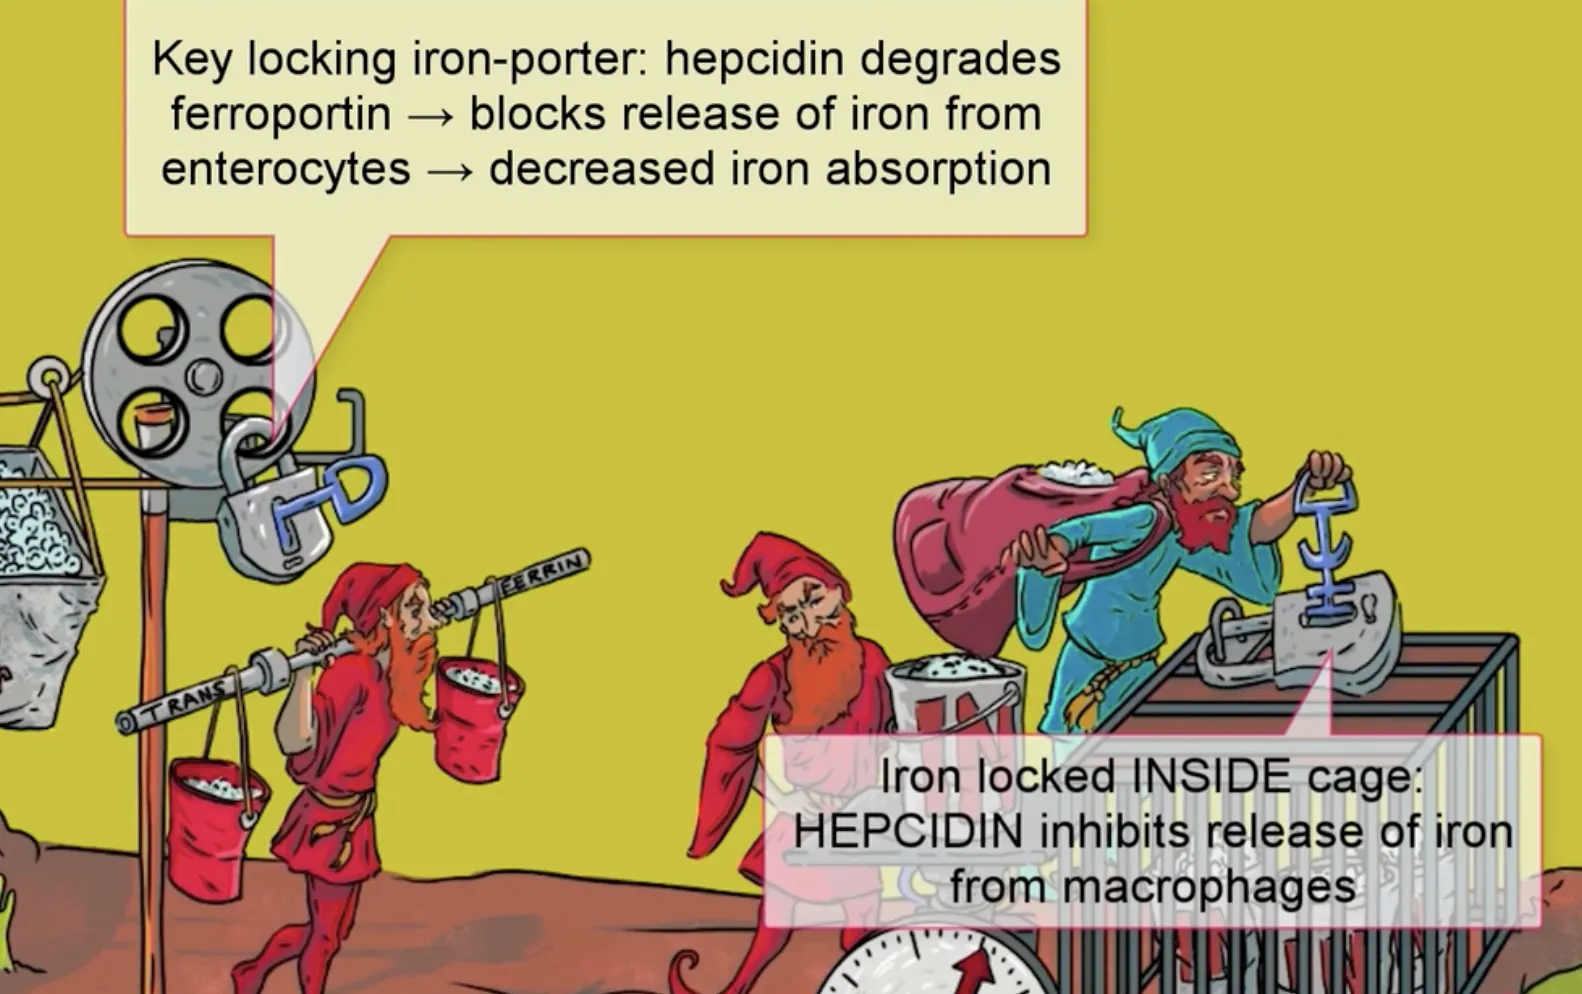 Key locking iron-porter: hepcidin degrades
ferroportin → blocks release of iron from
enterocytes → decreased iron absorption
FERRIN
TRANS
IN
Iron locked INSIDE cage:
HEPCIDIN inhibits release of iron
from macrophages